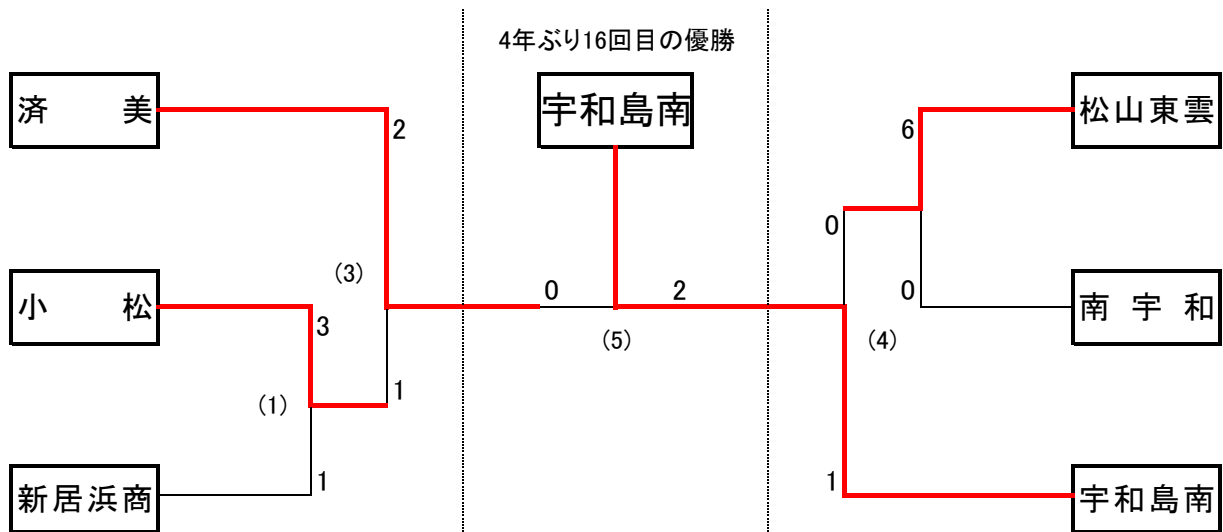 4年ぶり16回目の優勝
済 美
宇和島南
松山東雲
2
6
0
小 松
(3)
0
2
0
南 宇 和
3
(5)
(4)
(1)
1
新居浜商
1
1
宇和島南